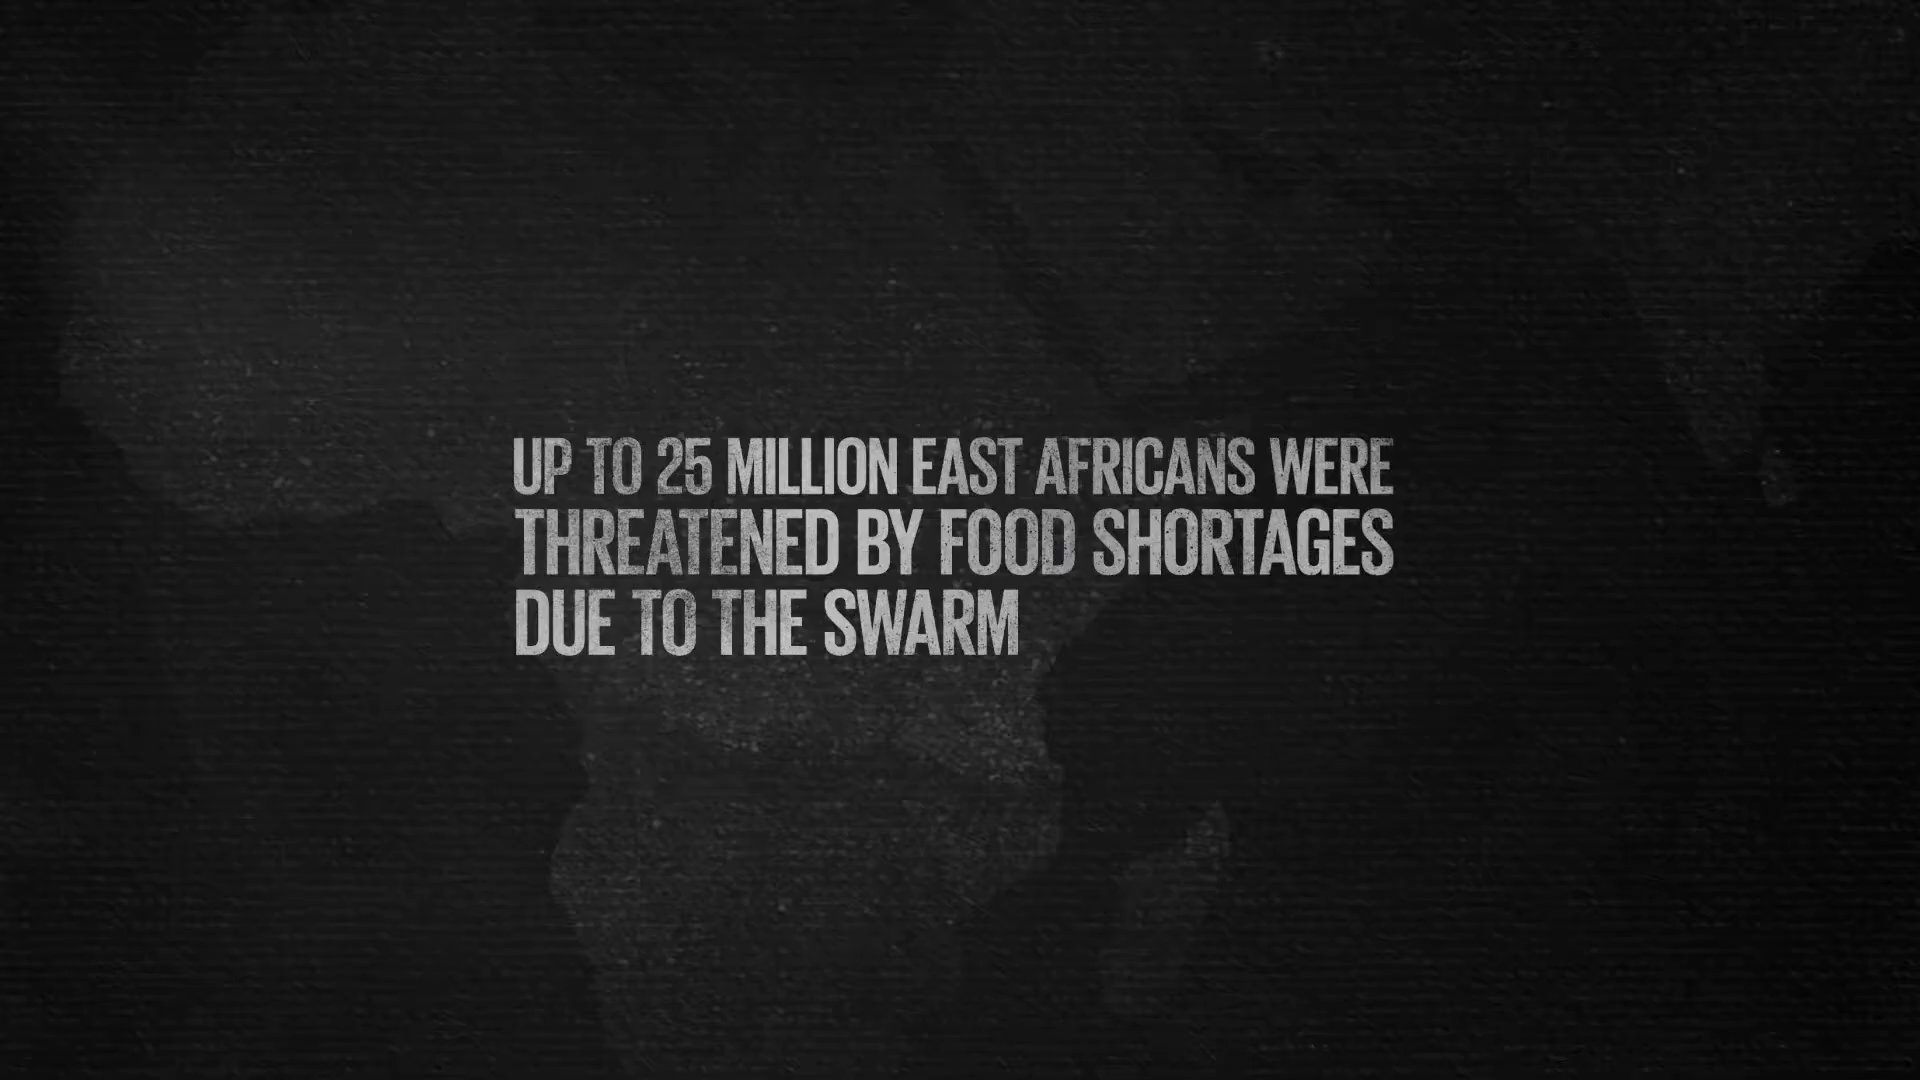 UP TO 25 MILLION EAST AFRICANS WERE
THREATENED BY FOOD SHORTAGES
DUE TO THE SWARM